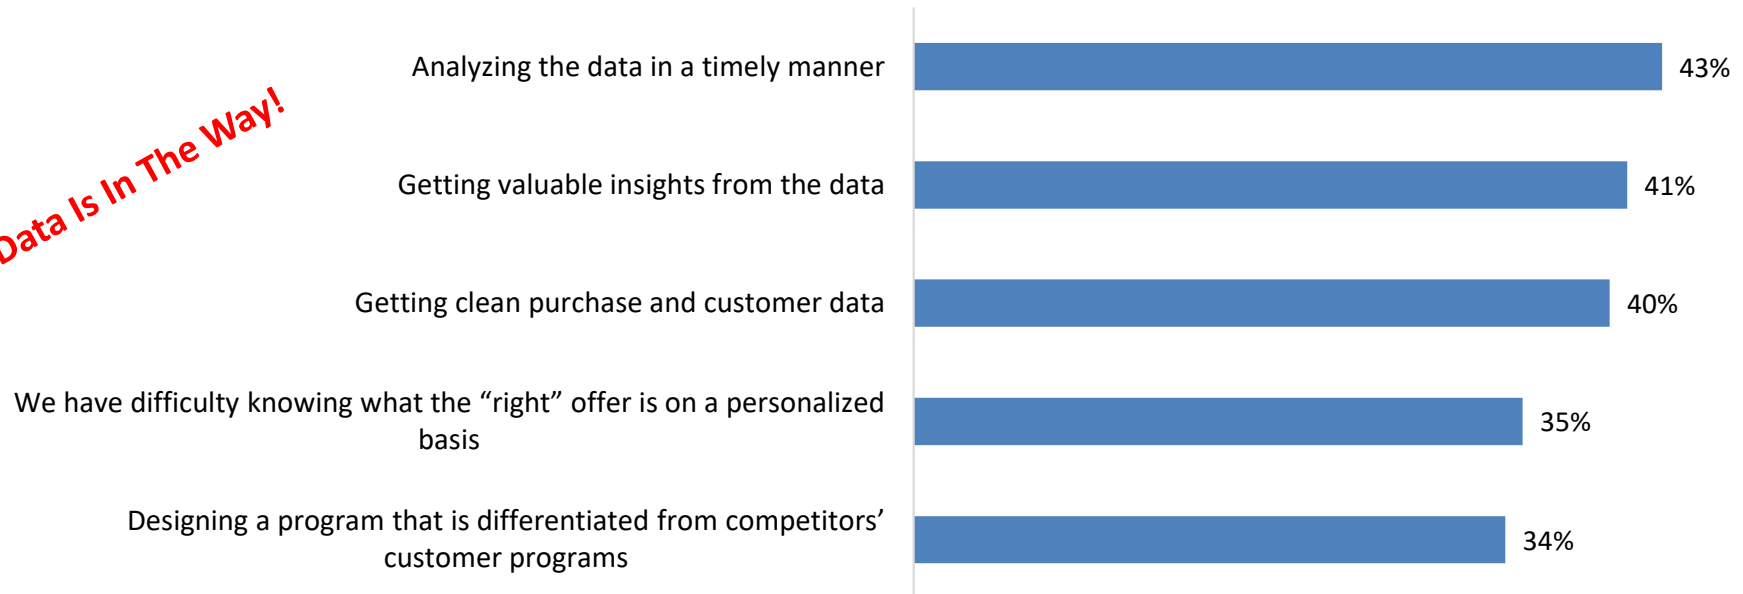 Data Is In The Way!
Analyzing the data in a timely manner
43%
Getting valuable insights from the data
41%
Getting clean purchase and customer data
40%
We have difficulty knowing what the “right” offer is on a personalized
basis
35%
Designing a program that is differentiated from competitors’
customer programs
34%